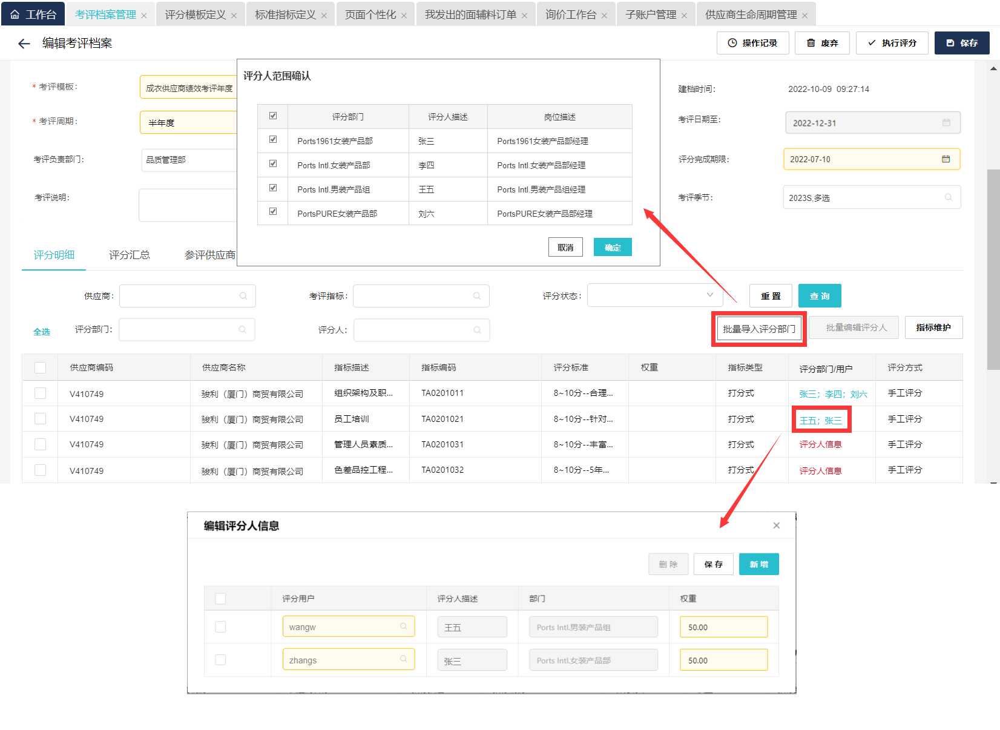 工作台 考评档案管理 × 评分模板定义 × 标准指标定义 × 页面个性化 × 我发出的面辅料订单 × 询价工作台 × 子账户管理 × 供应商生命周期管理 ×
编辑考评档案 操作记录 废弃 执行评分 保存
评分人范围确认
* 考评模板: 成衣供应商绩效考评年度 建档时间: 2022-10-09 09:27:14
* 考评周期: 半年度 考评日期至: 2022-12-31
考评负责部门: 品质管理部 评分完成期限: 2022-07-10
考评说明: 考评季节: 2023S,多选
评分部门 评分人描述 岗位描述
Ports1961女装产品部 张三 Ports1961女装产品部经理
Ports Intl.女装产品部 李四 Ports Intl.女装产品部经理
Ports Intl.男装产品组 王五 Ports Intl.男装产品组经理
PortsPURE女装产品部 刘六 PortsPURE女装产品部经理
取消 确定
评分明细 评分汇总 参评供应商
供应商: 考评指标: 评分状态: 重置 查询
全选 评分部门: 评分人: 批量导入评分部门 批量编辑评分人 指标维护
供应商编码 供应商名称 指标描述 指标编码 评分标准 权重 指标类型 评分部门/用户 评分方式
V410749 骏利（厦门）商贸有限公司 组织架构及职... TA0201011 8~10分--合理... 打分式 张三；李四；刘六 手工评分
V410749 骏利（厦门）商贸有限公司 员工培训 TA0201021 8~10分--针对... 打分式 王五；张三 手工评分
V410749 骏利（厦门）商贸有限公司 管理人员素质... TA0201031 8~10分--丰富... 打分式 评分人信息 手工评分
V410749 骏利（厦门）商贸有限公司 色差品控工程... TA0201032 8~10分--5年... 打分式 评分人信息 手工评分
编辑评分人信息 ×
删除 保存 新增
评分用户 评分人描述 部门 权重
wangw 王五 Ports Intl.男装产品组 50.00
zhangs 张三 Ports Intl.女装产品部 50.00